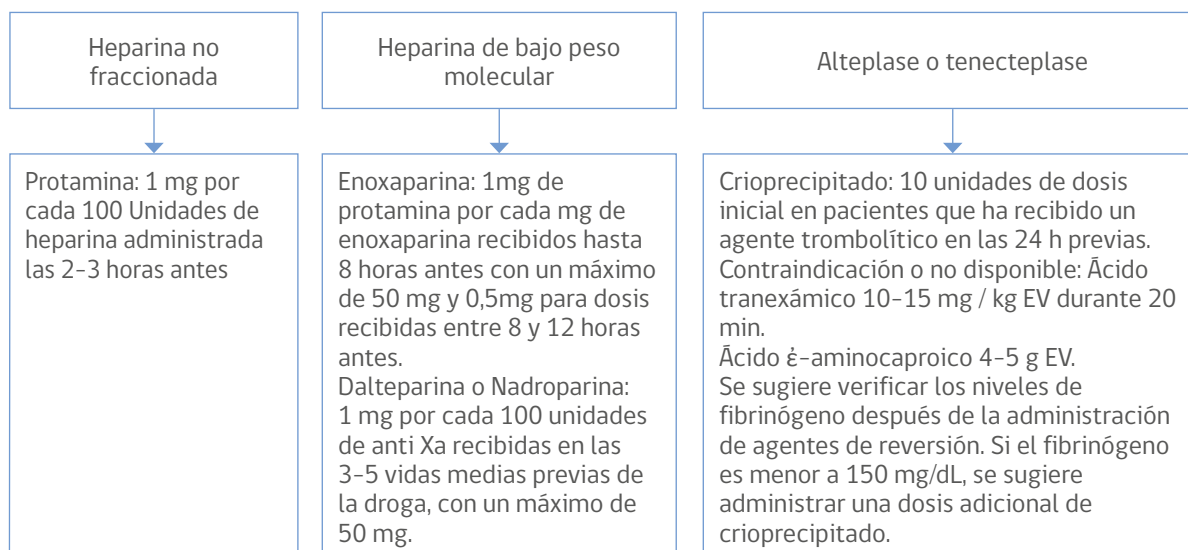 Heparina no
fraccionada
Protamina: 1 mg por
cada 100 Unidades de
heparina administrada
las 2-3 horas antes
Heparina de bajo peso
molecular
Enoxaparina: 1mg de
protamina por cada mg de
enoxaparina recibidos hasta
8 horas antes con un máximo
de 50 mg y 0,5mg para dosis
recibidas entre 8 y 12 horas
antes.
Dalteparina o Nadroparina:
1 mg por cada 100 unidades
de anti Xa recibidas en las
3-5 vidas medias previas de
la droga, con un máximo de
50 mg.
Alteplase o tenecteplase
Crioprecipitado: 10 unidades de dosis
inicial en pacientes que ha recibido un
agente trombolítico en las 24 h previas.
Contraindicación o no disponible: Ácido
tranexámico 10-15 mg / kg EV durante 20
min.
Ácido ἐ-aminocaproico 4-5 g EV.
Se sugiere verificar los niveles de
fibrinógeno después de la administración
de agentes de reversión. Si el fibrinógeno
es menor a 150 mg/dL, se sugiere
administrar una dosis adicional de
crioprecipitado.